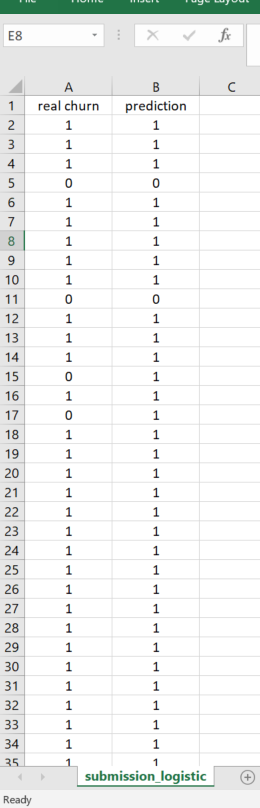 File Home Insert Page Layout
E8 fx
A B C
1 real churn prediction
2 1 1
3 1 1
4 1 1
5 0 0
6 1 1
7 1 1
8 1 1
9 1 1
10 1 1
11 0 0
12 1 1
13 1 1
14 1 1
15 0 1
16 1 1
17 0 1
18 1 1
19 1 1
20 1 1
21 1 1
22 1 1
23 1 1
24 1 1
25 1 1
26 1 1
27 1 1
28 1 1
29 1 1
30 1 1
31 1 1
32 1 1
33 1 1
34 1 1
35 1 1
submission_logistic
Ready